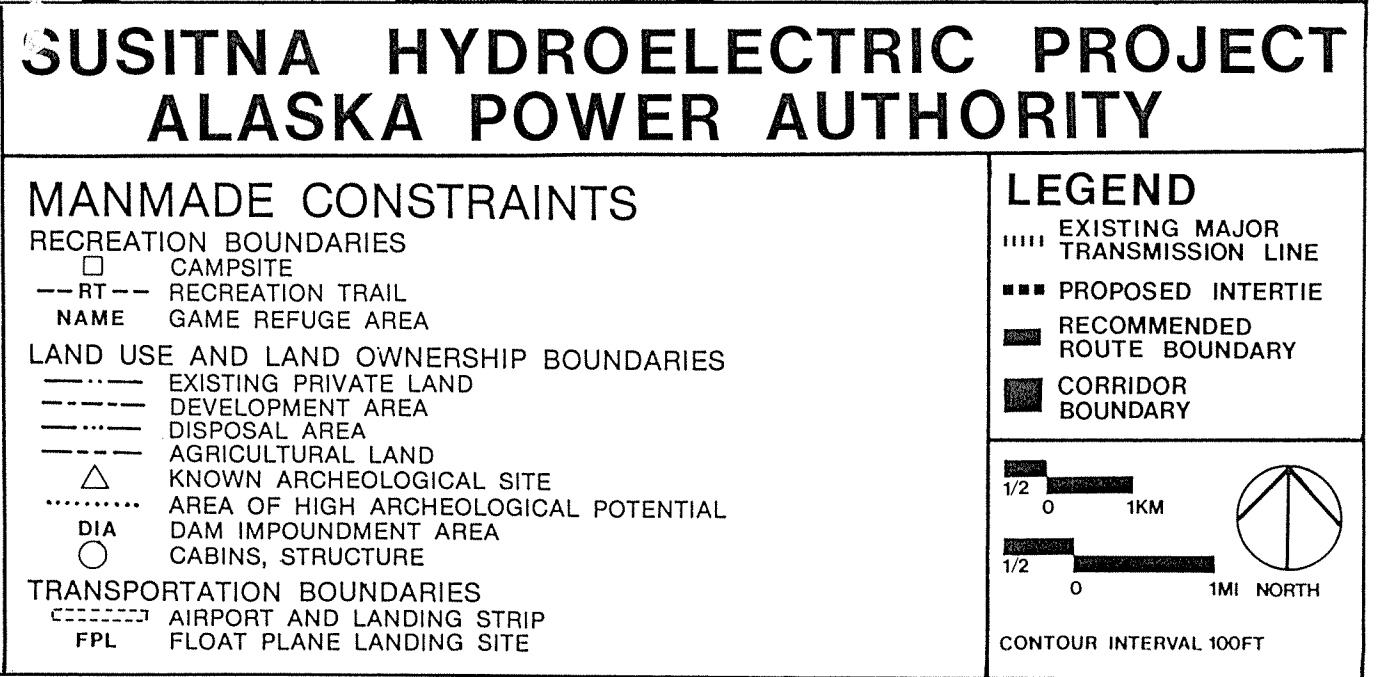 SUSITNA HYDROELECTRIC PROJECT
ALASKA POWER AUTHORITY
MANMADE CONSTRAINTS
RECREATION BOUNDARIES
CAMPSITE
--RT-- RECREATION TRAIL
NAME GAME REFUGE AREA
LAND USE AND LAND OWNERSHIP BOUNDARIES
EXISTING PRIVATE LAND
DEVELOPMENT AREA
DISPOSAL AREA
AGRICULTURAL LAND
KNOWN ARCHEOLOGICAL SITE
AREA OF HIGH ARCHEOLOGICAL POTENTIAL
DIA DAM IMPOUNDMENT AREA
CABINS, STRUCTURE
TRANSPORTATION BOUNDARIES
AIRPORT AND LANDING STRIP
FPL FLOAT PLANE LANDING SITE
LEGEND
EXISTING MAJOR
TRANSMISSION LINE
PROPOSED INTERTIE
RECOMMENDED
ROUTE BOUNDARY
CORRIDOR
BOUNDARY
1/2
0 1KM
1/2
0 1MI NORTH
CONTOUR INTERVAL 100FT